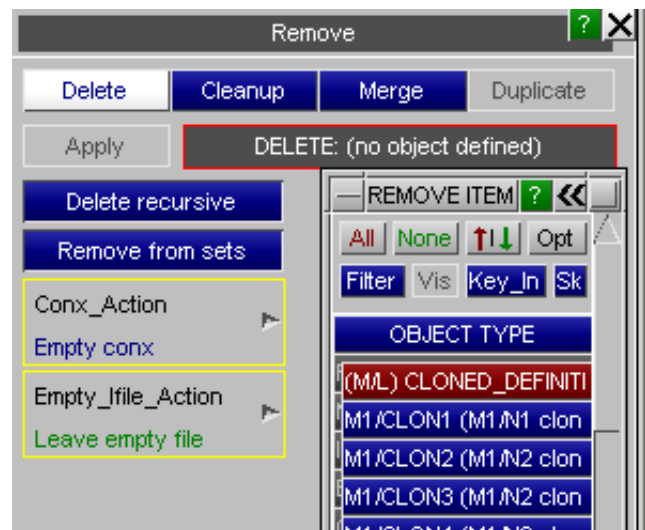 Remove ?
Delete Cleanup Merge Duplicate
Apply DELETE: (no object defined)
Delete recursive
Remove from sets
Conx_Action
Empty conx
Empty_Ifile_Action
Leave empty file
REMOVE ITEM ?
All None Opt
Filter Vis Key_In Sk
OBJECT TYPE
(M/L) CLONED_DEFINITI
M1/CLON1 (M1/N1 clon
M1/CLON2 (M1/N2 clon
M1/CLON3 (M1/N2 clon